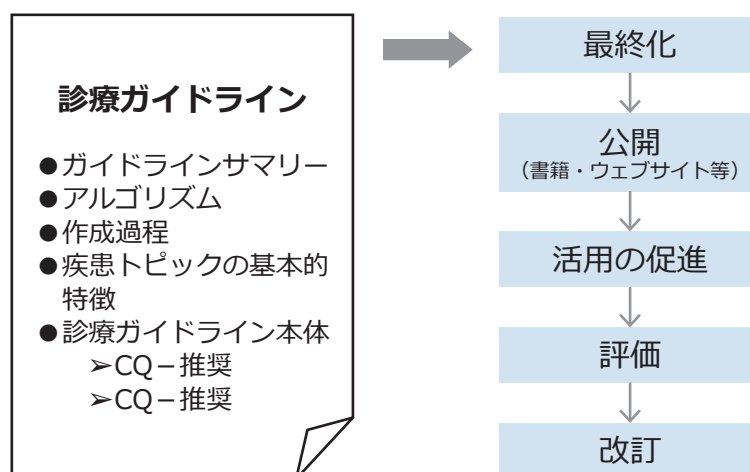 診療ガイドライン
●ガイドラインサマリー
●アルゴリズム
●作成過程
●疾患トピックの基本的
特徴
●診療ガイドライン本体
➢CQ－推奨
➢CQ－推奨
最終化
公開
（書籍・ウェブサイト等）
活用の促進
評価
改訂